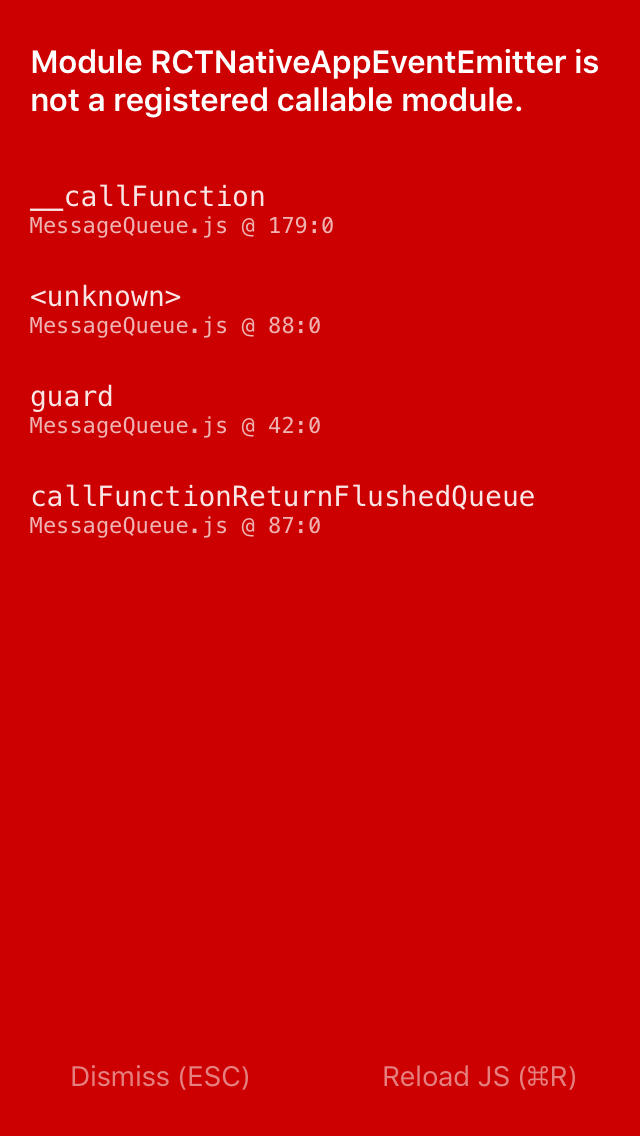 Module RCTNativeAppEventEmitter is
not a registered callable module.
__callFunction
MessageQueue.js @ 179:0
<unknown>
MessageQueue.js @ 88:0
guard
MessageQueue.js @ 42:0
callFunctionReturnFlushedQueue
MessageQueue.js @ 87:0
Dismiss (ESC)
Reload JS (⌘R)